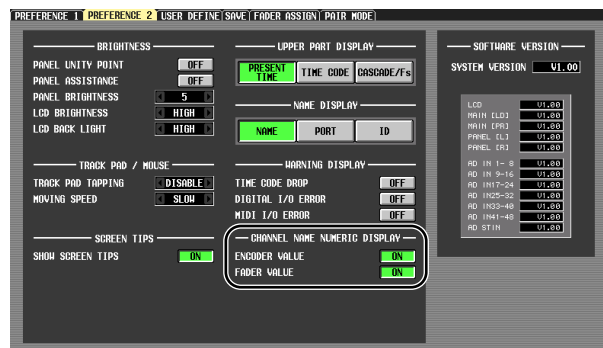 PREFERENCE 1 PREFERENCE 2 USER DEFINE SAVE FADER ASSIGN PAIR MODE
BRIGHTNESS
PANEL UNITY POINT OFF
PANEL ASSISTANCE OFF
PANEL BRIGHTNESS 5
LCD BRIGHTNESS HIGH
LCD BACK LIGHT HIGH
TRACK PAD / MOUSE
TRACK PAD TAPPING DISABLE
MOVING SPEED SLOW
SCREEN TIPS
SHOW SCREEN TIPS ON
UPPER PART DISPLAY
PRESENT TIME TIME CODE CASCADE/Fs
NAME DISPLAY
NAME PORT ID
WARNING DISPLAY
TIME CODE DROP OFF
DIGITAL I/O ERROR OFF
MIDI I/O ERROR OFF
CHANNEL NAME NUMERIC DISPLAY
ENCODER VALUE ON
FADER VALUE ON
SOFTWARE VERSION
SYSTEM VERSION V1.00
LCD V1.00
MAIN [LD] V1.00
MAIN [PR] V1.00
PANEL [L] V1.00
PANEL [R] V1.00
AD IN 1- 8 V1.00
AD IN 9-16 V1.00
AD IN17-24 V1.00
AD IN25-32 V1.00
AD IN33-40 V1.00
AD IN41-48 V1.00
AD STIN V1.00